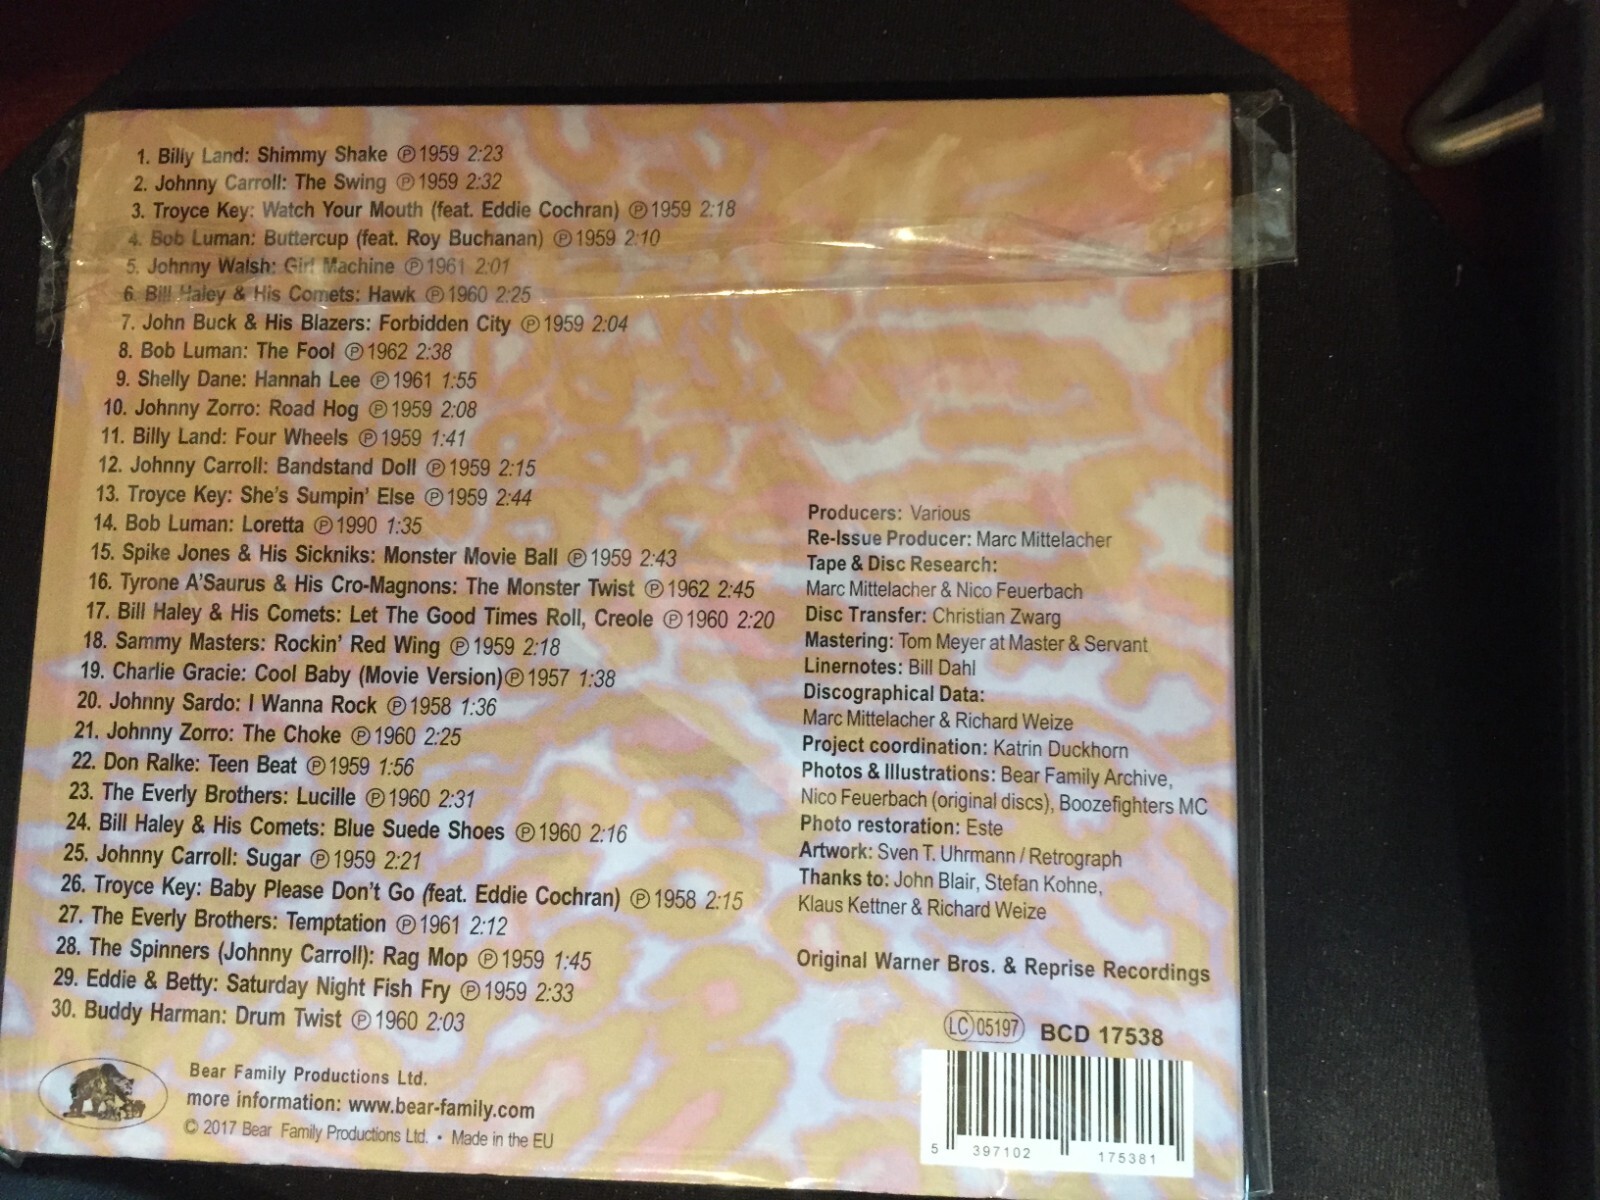 1. Billy Land: Shimmy Shake Ⓟ 1959 2:23
2. Johnny Carroll: The Swing Ⓟ 1959 2:32
3. Troyce Key: Watch Your Mouth (feat. Eddie Cochran) Ⓟ 1959 2:18
4. Bob Luman: Buttercup (feat. Roy Buchanan) Ⓟ 1959 2:10
5. Johnny Walsh: Girl Machine Ⓟ 1961 2:01
6. Bill Haley & His Comets: Hawk Ⓟ 1960 2:25
7. John Buck & His Blazers: Forbidden City Ⓟ 1959 2:04
8. Bob Luman: The Fool Ⓟ 1962 2:38
9. Shelly Dane: Hannah Lee Ⓟ 1961 1:55
10. Johnny Zorro: Road Hog Ⓟ 1959 2:08
11. Billy Land: Four Wheels Ⓟ 1959 1:41
12. Johnny Carroll: Bandstand Doll Ⓟ 1959 2:15
13. Troyce Key: She's Sumpin' Else Ⓟ 1959 2:44
14. Bob Luman: Loretta Ⓟ 1990 1:35
15. Spike Jones & His Sickniks: Monster Movie Ball Ⓟ 1959 2:43
16. Tyrone A'Saurus & His Cro-Magnons: The Monster Twist Ⓟ 1962 2:45
17. Bill Haley & His Comets: Let The Good Times Roll, Creole Ⓟ 1960 2:20
18. Sammy Masters: Rockin' Red Wing Ⓟ 1959 2:18
19. Charlie Gracie: Cool Baby (Movie Version) Ⓟ 1957 1:38
20. Johnny Sardo: I Wanna Rock Ⓟ 1958 1:36
21. Johnny Zorro: The Choke Ⓟ 1960 2:25
22. Don Ralke: Teen Beat Ⓟ 1959 1:56
23. The Everly Brothers: Lucille Ⓟ 1960 2:31
24. Bill Haley & His Comets: Blue Suede Shoes Ⓟ 1960 2:16
25. Johnny Carroll: Sugar Ⓟ 1959 2:21
26. Troyce Key: Baby Please Don't Go (feat. Eddie Cochran) Ⓟ 1958 2:15
27. The Everly Brothers: Temptation Ⓟ 1961 2:12
28. The Spinners (Johnny Carroll): Rag Mop Ⓟ 1959 1:45
29. Eddie & Betty: Saturday Night Fish Fry Ⓟ 1959 2:33
30. Buddy Harman: Drum Twist Ⓟ 1960 2:03
Producers: Various
Re-Issue Producer: Marc Mittelacher
Tape & Disc Research:
Marc Mittelacher & Nico Feuerbach
Disc Transfer: Christian Zwarg
Mastering: Tom Meyer at Master & Servant
Linernotes: Bill Dahl
Discographical Data:
Marc Mittelacher & Richard Weize
Project coordination: Katrin Duckhorn
Photos & Illustrations: Bear Family Archive,
Nico Feuerbach (original discs), Boozefighters MC
Photo restoration: Este
Artwork: Sven T. Uhrmann / Retrograph
Thanks to: John Blair, Stefan Kohne,
Klaus Kettner & Richard Weize
Original Warner Bros. & Reprise Recordings
LC 05197 BCD 17538
Bear Family Productions Ltd.
more information: www.bear-family.com
© 2017 Bear Family Productions Ltd. • Made in the EU
5 397102 175381